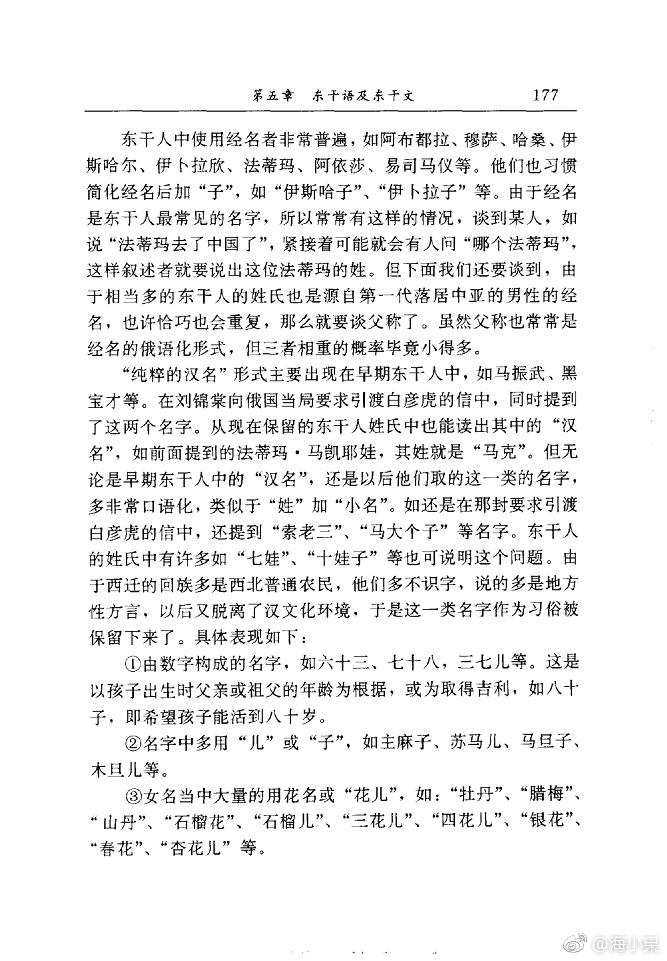 第五章　东干语及东干文　177
东干人中使用经名者非常普遍，如阿布都拉、穆萨、哈桑、伊
斯哈尔、伊卜拉欣、法蒂玛、阿依莎、易司马仪等。他们也习惯
简化经名后加“子”，如“伊斯哈子”、“伊卜拉子”等。由于经名
是东干人最常见的名字，所以常常有这样的情况，谈到某人，如
说“法蒂玛去了中国了”，紧接着可能就会有人问“哪个法蒂玛”，
这样叙述者就要说出这位法蒂玛的姓。但下面我们还要谈到，由
于相当多的东干人的姓氏也是源自第一代落居中亚的男性的经
名，也许恰巧也会重复，那么就要谈父称了。虽然父称也常常是
经名的俄语化形式，但三者相重的概率毕竟小得多。
“纯粹的汉名”形式主要出现在早期东干人中，如马振武、黑
宝才等。在刘锦棠向俄国当局要求引渡白彦虎的信中，同时提到
了这两个名字。从现在保留的东干人姓氏中也能读出其中的“汉
名”，如前面提到的法蒂玛·马凯耶娃，其姓就是“马克”。但无
论是早期东干人中的“汉名”，还是以后他们取的这一类的名字，
多非常口语化，类似于“姓”加“小名”。如还是在那封要求引渡
白彦虎的信中，还提到“索老三”、“马大个子”等名字。东干人
的姓氏中有许多如“七娃”、“十娃子”等也可说明这个问题。由
于西迁的回族多是西北普通农民，他们多不识字，说的多是地方
性方言，以后又脱离了汉文化环境，于是这一类名字作为习俗被
保留下来了。具体表现如下：
①由数字构成的名字，如六十三、七十八，三七儿等。这是
以孩子出生时父亲或祖父的年龄为根据，或为取得吉利，如八十
子，即希望孩子能活到八十岁。
②名字中多用“儿”或“子”，如主麻子、苏马儿、马旦子、
木旦儿等。
③女名当中大量的用花名或“花儿”，如：“牡丹”、“腊梅”、
“山丹”、“石榴花”、“石榴儿”、“三花儿”、“四花儿”、“银花”、
“春花”、“杏花儿”等。
@海小杲